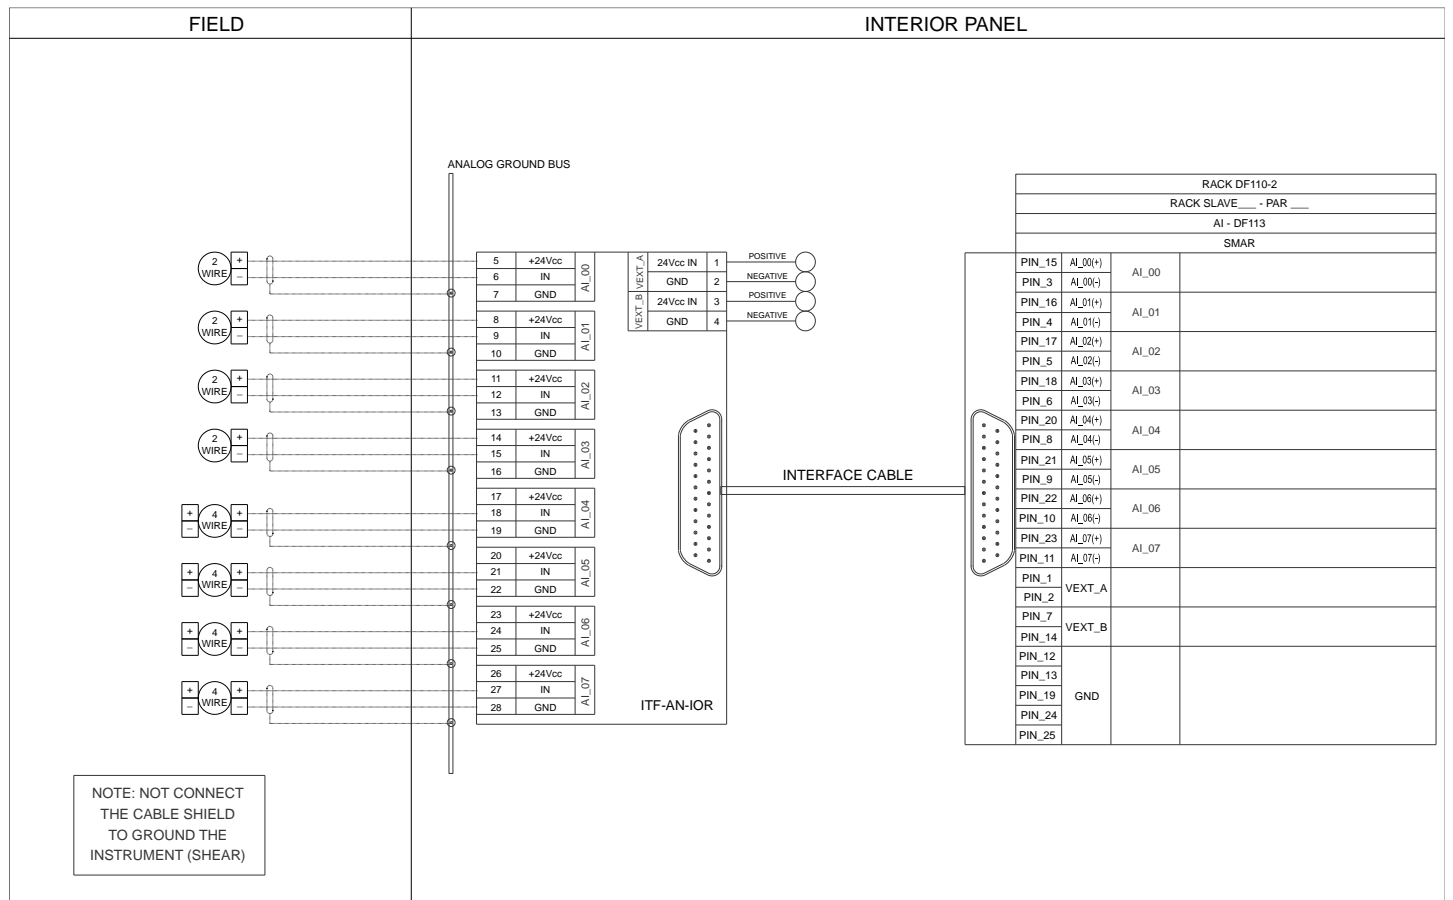 FIELD
INTERIOR PANEL
ANALOG GROUND BUS
2
WIRE
+
−
2
WIRE
+
−
2
WIRE
+
−
2
WIRE
+
−
+
−
4
WIRE
+
−
+
−
4
WIRE
+
−
+
−
4
WIRE
+
−
+
−
4
WIRE
+
−
5 +24Vcc
6 IN
7 GND
AI_00
8 +24Vcc
9 IN
10 GND
AI_01
11 +24Vcc
12 IN
13 GND
AI_02
14 +24Vcc
15 IN
16 GND
AI_03
17 +24Vcc
18 IN
19 GND
AI_04
20 +24Vcc
21 IN
22 GND
AI_05
23 +24Vcc
24 IN
25 GND
AI_06
26 +24Vcc
27 IN
28 GND
AI_07
VEXT_A
24Vcc IN 1 POSITIVE
GND 2 NEGATIVE
VEXT_B
24Vcc IN 3 POSITIVE
GND 4 NEGATIVE
ITF-AN-IOR
INTERFACE CABLE
RACK DF110-2
RACK SLAVE___ - PAR ___
AI - DF113
SMAR
PIN_15 AI_00(+)
AI_00
PIN_3 AI_00(-)
PIN_16 AI_01(+)
AI_01
PIN_4 AI_01(-)
PIN_17 AI_02(+)
AI_02
PIN_5 AI_02(-)
PIN_18 AI_03(+)
AI_03
PIN_6 AI_03(-)
PIN_20 AI_04(+)
AI_04
PIN_8 AI_04(-)
PIN_21 AI_05(+)
AI_05
PIN_9 AI_05(-)
PIN_22 AI_06(+)
AI_06
PIN_10 AI_06(-)
PIN_23 AI_07(+)
AI_07
PIN_11 AI_07(-)
PIN_1
VEXT_A
PIN_2
PIN_7
VEXT_B
PIN_14
PIN_12
PIN_13
PIN_19 GND
PIN_24
PIN_25
NOTE: NOT CONNECT
THE CABLE SHIELD
TO GROUND THE
INSTRUMENT (SHEAR)